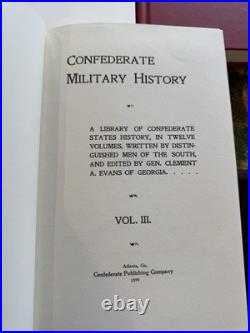 CONFEDERATE
MILITARY HISTORY
A LIBRARY OF CONFEDERATE
STATES HISTORY, IN TWELVE
VOLUMES, WRITTEN BY DISTIN-
GUISHED MEN OF THE SOUTH,
AND EDITED BY GEN. CLEMENT
A. EVANS OF GEORGIA. . . . .
VOL. III.
Atlanta, Ga.
Confederate Publishing Company
1899